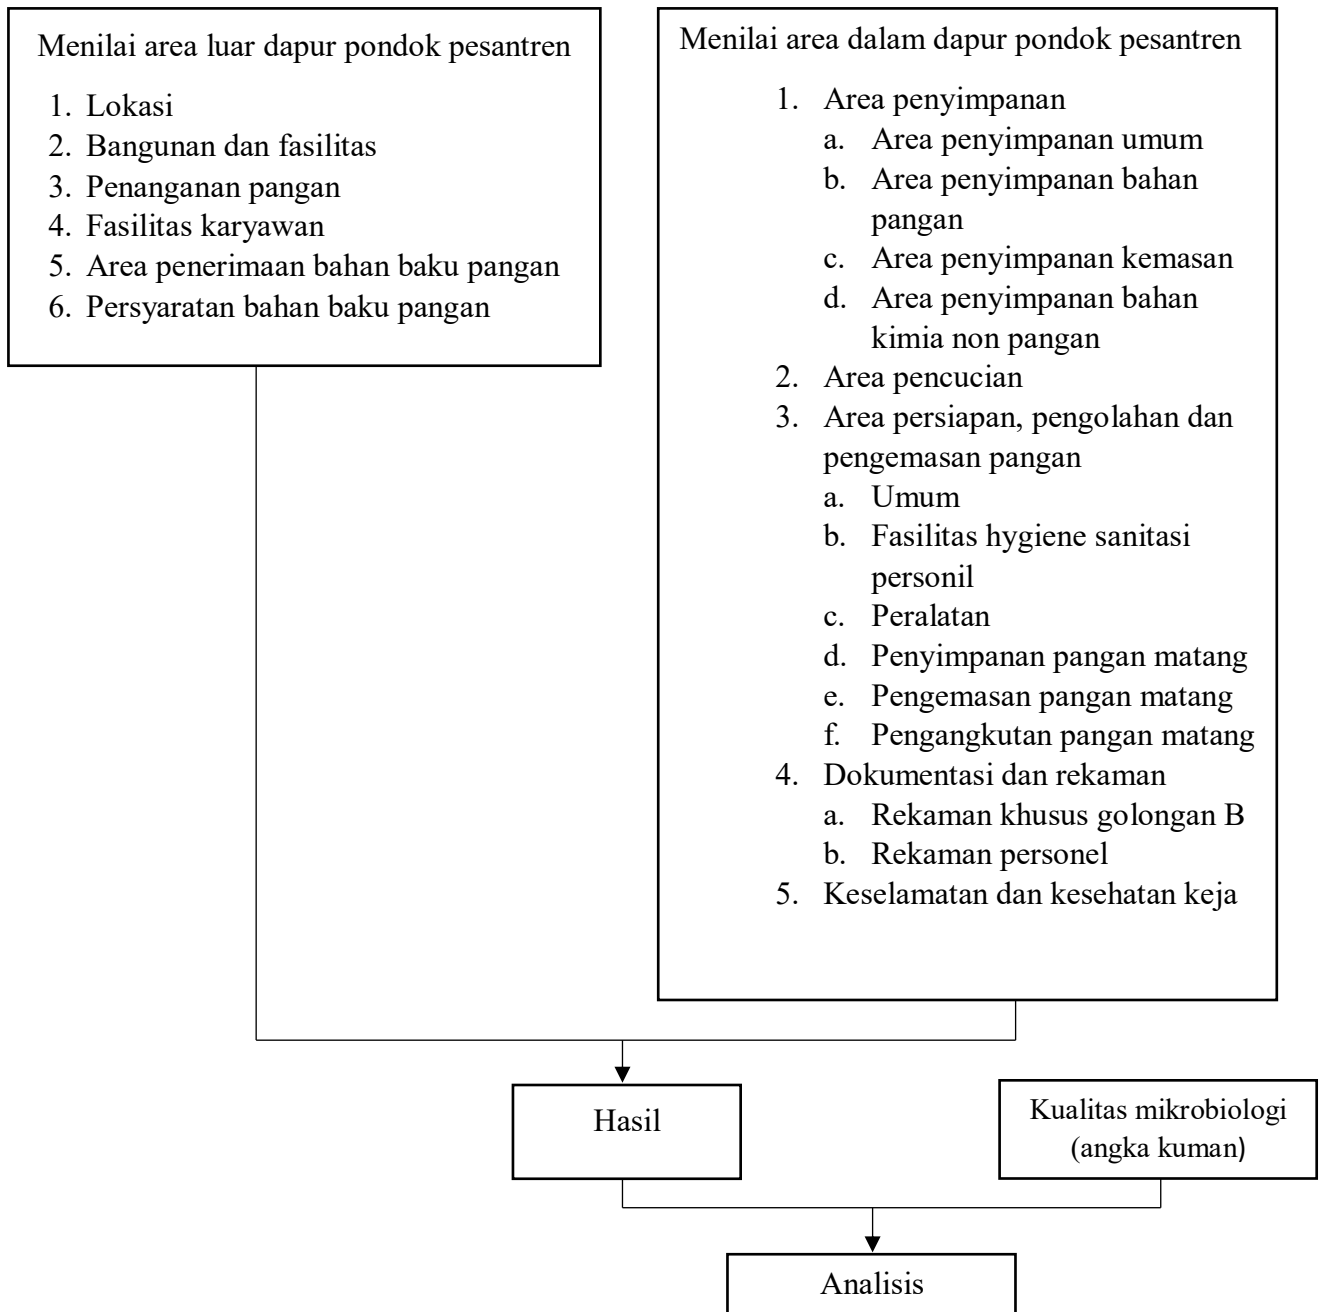 Menilai area luar dapur pondok pesantren
1. Lokasi
2. Bangunan dan fasilitas
3. Penanganan pangan
4. Fasilitas karyawan
5. Area penerimaan bahan baku pangan
6. Persyaratan bahan baku pangan
Menilai area dalam dapur pondok pesantren
1. Area penyimpanan
a. Area penyimpanan umum
b. Area penyimpanan bahan
pangan
c. Area penyimpanan kemasan
d. Area penyimpanan bahan
kimia non pangan
2. Area pencucian
3. Area persiapan, pengolahan dan
pengemasan pangan
a. Umum
b. Fasilitas hygiene sanitasi
personil
c. Peralatan
d. Penyimpanan pangan matang
e. Pengemasan pangan matang
f. Pengangkutan pangan matang
4. Dokumentasi dan rekaman
a. Rekaman khusus golongan B
b. Rekaman personel
5. Keselamatan dan kesehatan keja
Hasil
Kualitas mikrobiologi
(angka kuman)
Analisis